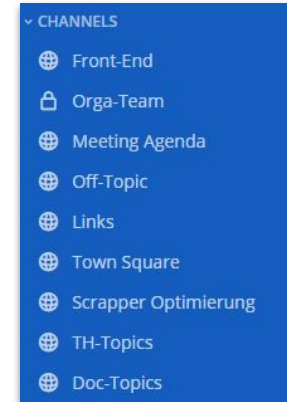 CHANNELS
Front-End
Orga-Team
Meeting Agenda
Off-Topic
Links
Town Square
Scrapper Optimierung
TH-Topics
Doc-Topics